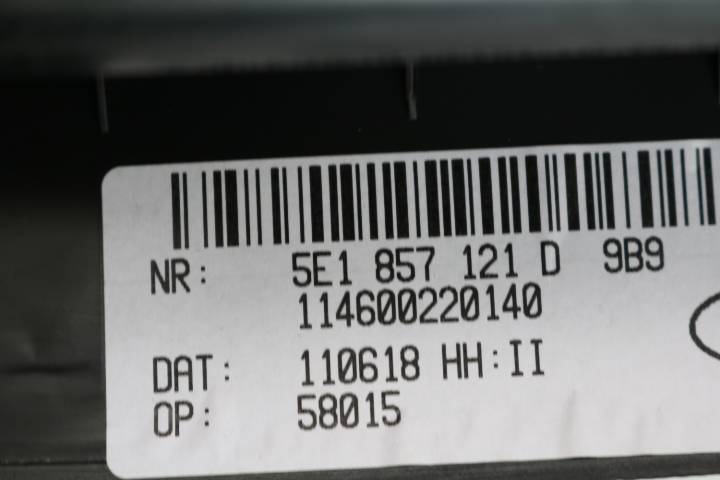 NR: 5E1 857 121 D 9B9
114600220140
DAT: 110618 HH:II
OP: 58015